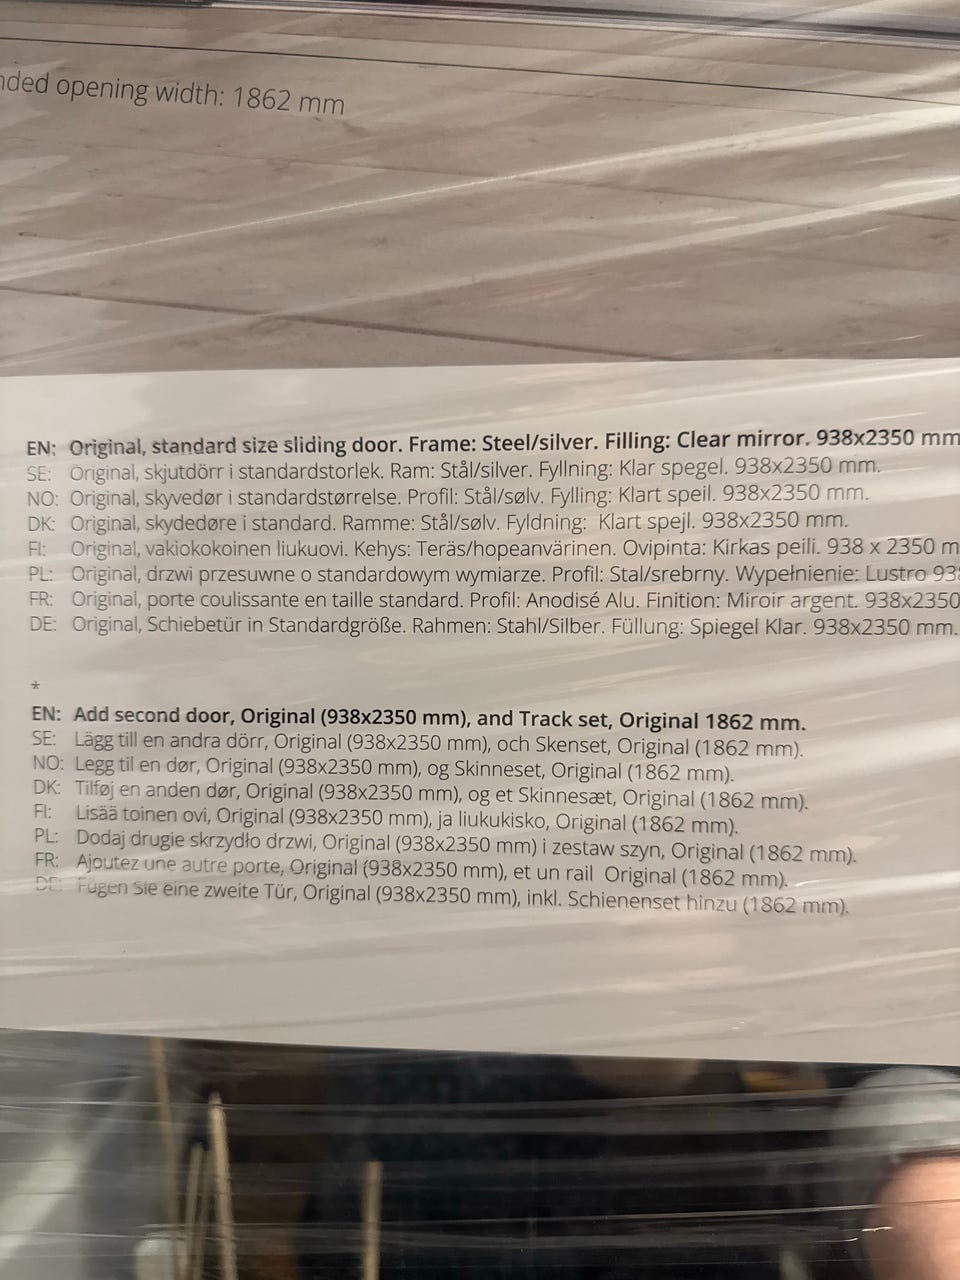 opening width: 1862 mm
EN: Original, standard size sliding door. Frame: Steel/silver. Filling: Clear mirror. 938x2350 mm
SE: Original, skjutdörr i standardstorlek. Ram: Stål/silver. Fyllning: Klar spegel. 938x2350 mm.
NO: Original, skyvedør i standardstørrelse. Profil: Stål/sølv. Fylling: Klart speil. 938x2350 mm.
DK: Original, skydedøre i standard. Ramme: Stål/sølv. Fyldning: Klart spejl. 938x2350 mm.
FI: Original, vakiokokoinen liukuovi. Kehys: Teräs/hopeanvärinen. Ovipinta: Kirkas peili. 938 x 2350 m
PL: Original, drzwi przesuwne o standardowym wymiarze. Profil: Stal/srebrny. Wypełnienie: Lustro 93
FR: Original, porte coulissante en taille standard. Profil: Anodisé Alu. Finition: Miroir argent. 938x2350
DE: Original, Schiebetür in Standardgröße. Rahmen: Stahl/Silber. Füllung: Spiegel Klar. 938x2350 mm.
*
EN: Add second door, Original (938x2350 mm), and Track set, Original 1862 mm.
SE: Lägg till en andra dörr, Original (938x2350 mm), och Skenset, Original (1862 mm).
NO: Legg til en dør, Original (938x2350 mm), og Skinneset, Original (1862 mm).
DK: Tilføj en anden dør, Original (938x2350 mm), og et Skinnesæt, Original (1862 mm).
FI: Lisää toinen ovi, Original (938x2350 mm), ja liukukisko, Original (1862 mm).
PL: Dodaj drugie skrzydło drzwi, Original (938x2350 mm) i zestaw szyn, Original (1862 mm).
FR: Ajoutez une autre porte, Original (938x2350 mm), et un rail Original (1862 mm).
DE: Fügen Sie eine zweite Tür, Original (938x2350 mm), inkl. Schienenset hinzu (1862 mm).